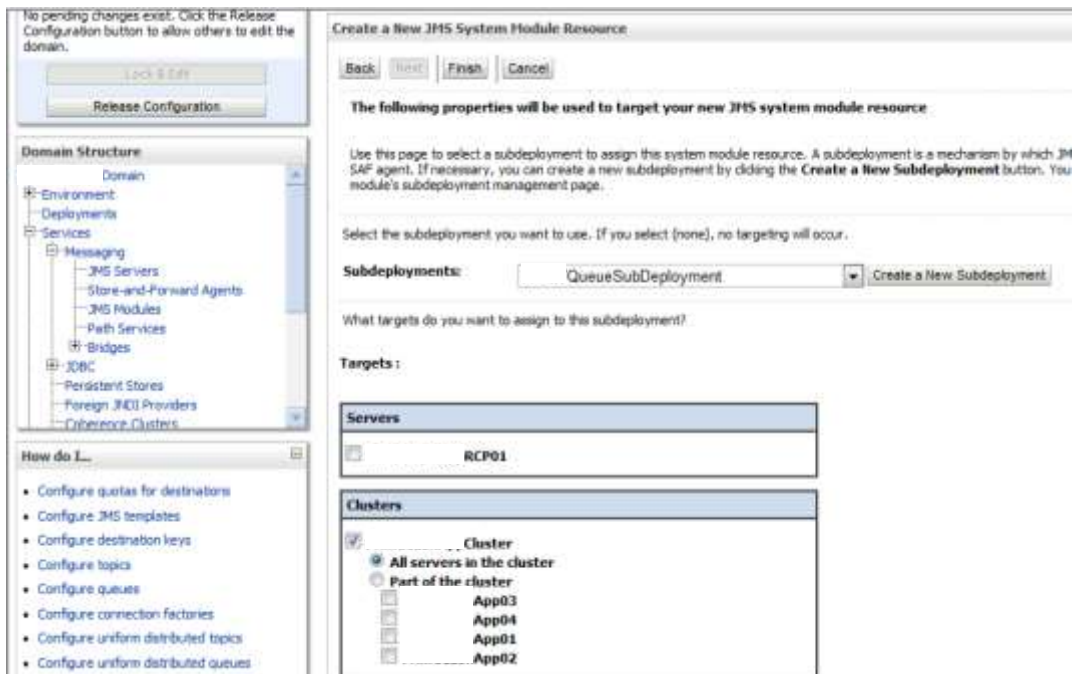 No pending changes exist. Click the Release
Configuration button to allow others to edit the
domain.
Lock & Edit
Release Configuration
Domain Structure
Domain
Environment
Deployments
Services
Messaging
JMS Servers
Store-and-Forward Agents
JMS Modules
Path Services
Bridges
JDBC
Persistent Stores
Foreign JNDI Providers
Coherence Clusters
How do I...
Configure quotas for destinations
Configure JMS templates
Configure destination keys
Configure topics
Configure queues
Configure connection factories
Configure uniform distributed topics
Configure uniform distributed queues
Create a New JMS System Module Resource
Back Next Finish Cancel
The following properties will be used to target your new JMS system module resource
Use this page to select a subdeployment to assign this system module resource. A subdeployment is a mechanism by which JM
SAF agent. If necessary, you can create a new subdeployment by clicking the Create a New Subdeployment button. You
module's subdeployment management page.
Select the subdeployment you want to use. If you select (none), no targeting will occur.
Subdeployments: QueueSubDeployment Create a New Subdeployment
What targets do you want to assign to this subdeployment?
Targets :
Servers
RCP01
Clusters
Cluster
All servers in the cluster
Part of the cluster
App03
App04
App01
App02